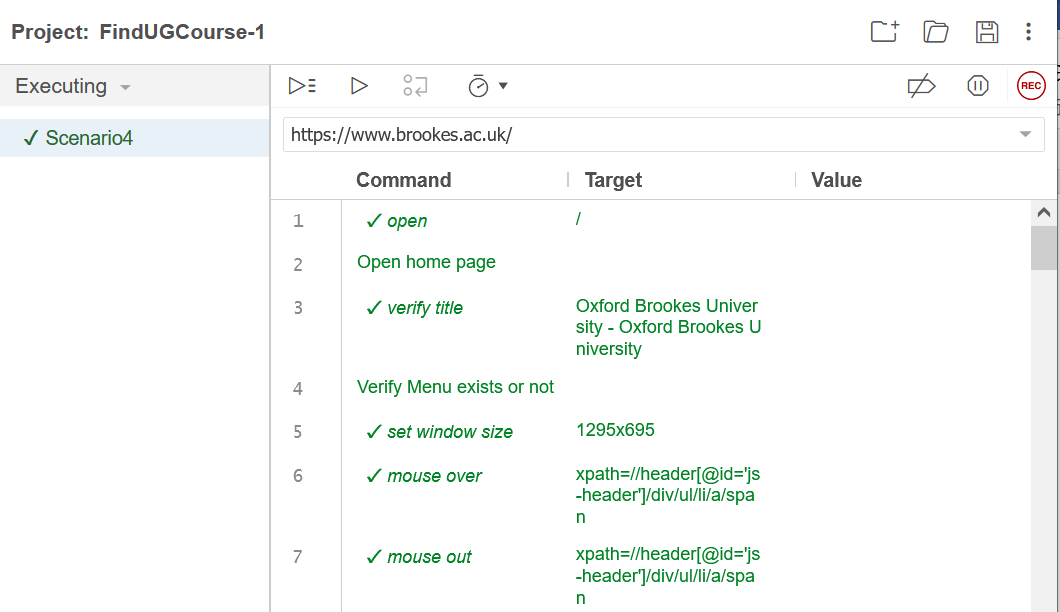 Project: FindUGCourse-1
Executing
REC
✓ Scenario4
https://www.brookes.ac.uk/
Command Target Value
1 ✓ open /
2 Open home page
3 ✓ verify title Oxford Brookes Univer
sity - Oxford Brookes U
niversity
4 Verify Menu exists or not
5 ✓ set window size 1295x695
6 ✓ mouse over xpath=//header[@id='js
-header']/div/ul/li/a/spa
n
7 ✓ mouse out xpath=//header[@id='js
-header']/div/ul/li/a/spa
n